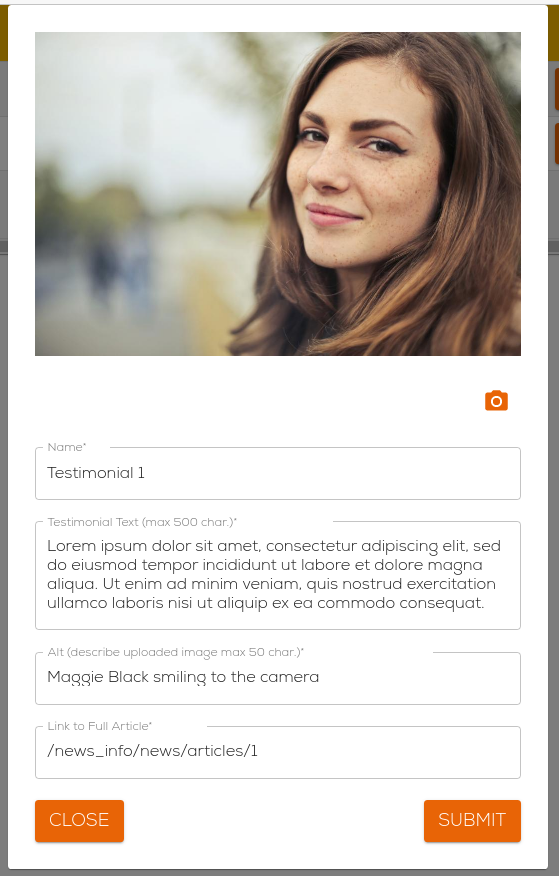 Name*
Testimonial 1
Testimonial Text (max 500 char.)*
Lorem ipsum dolor sit amet, consectetur adipiscing elit, sed
do eiusmod tempor incididunt ut labore et dolore magna
aliqua. Ut enim ad minim veniam, quis nostrud exercitation
ullamco laboris nisi ut aliquip ex ea commodo consequat.
Alt (describe uploaded image max 50 char.)*
Maggie Black smiling to the camera
Link to Full Article*
/news_info/news/articles/1
CLOSE
SUBMIT